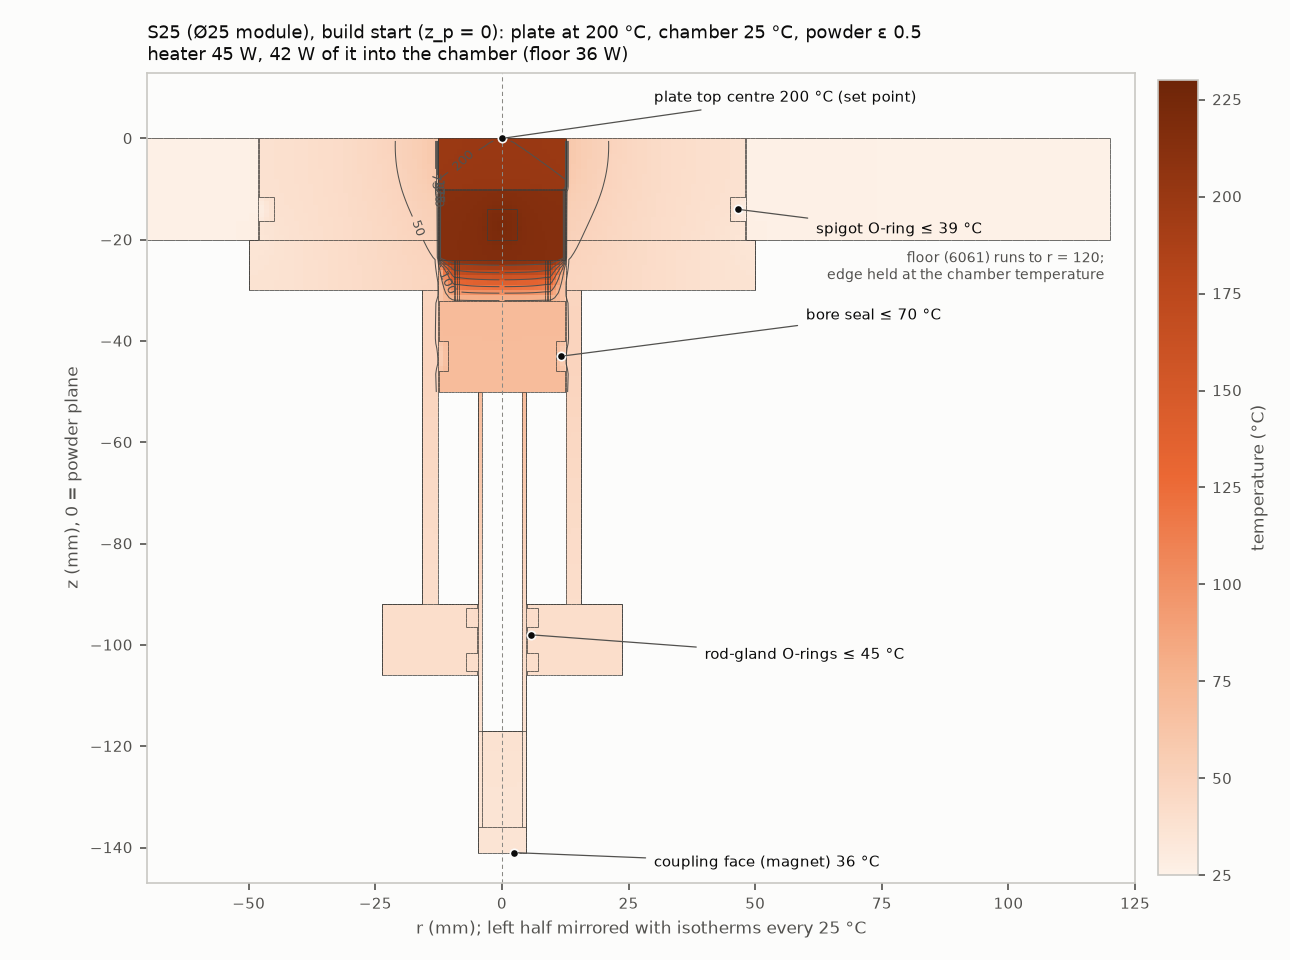 S25 (Ø25 module), build start (z_p = 0): plate at 200 °C, chamber 25 °C, powder ε 0.5
heater 45 W, 42 W of it into the chamber (floor 36 W)
plate top centre 200 °C (set point)
spigot O-ring ≤ 39 °C
floor (6061) runs to r = 120;
edge held at the chamber temperature
bore seal ≤ 70 °C
rod-gland O-rings ≤ 45 °C
coupling face (magnet) 36 °C
50
100
0
−20
−40
−60
−80
−100
−120
−140
z (mm), 0 = powder plane
−50
−25
0
25
50
75
100
125
r (mm); left half mirrored with isotherms every 25 °C
225
200
175
150
125
100
75
50
25
temperature (°C)